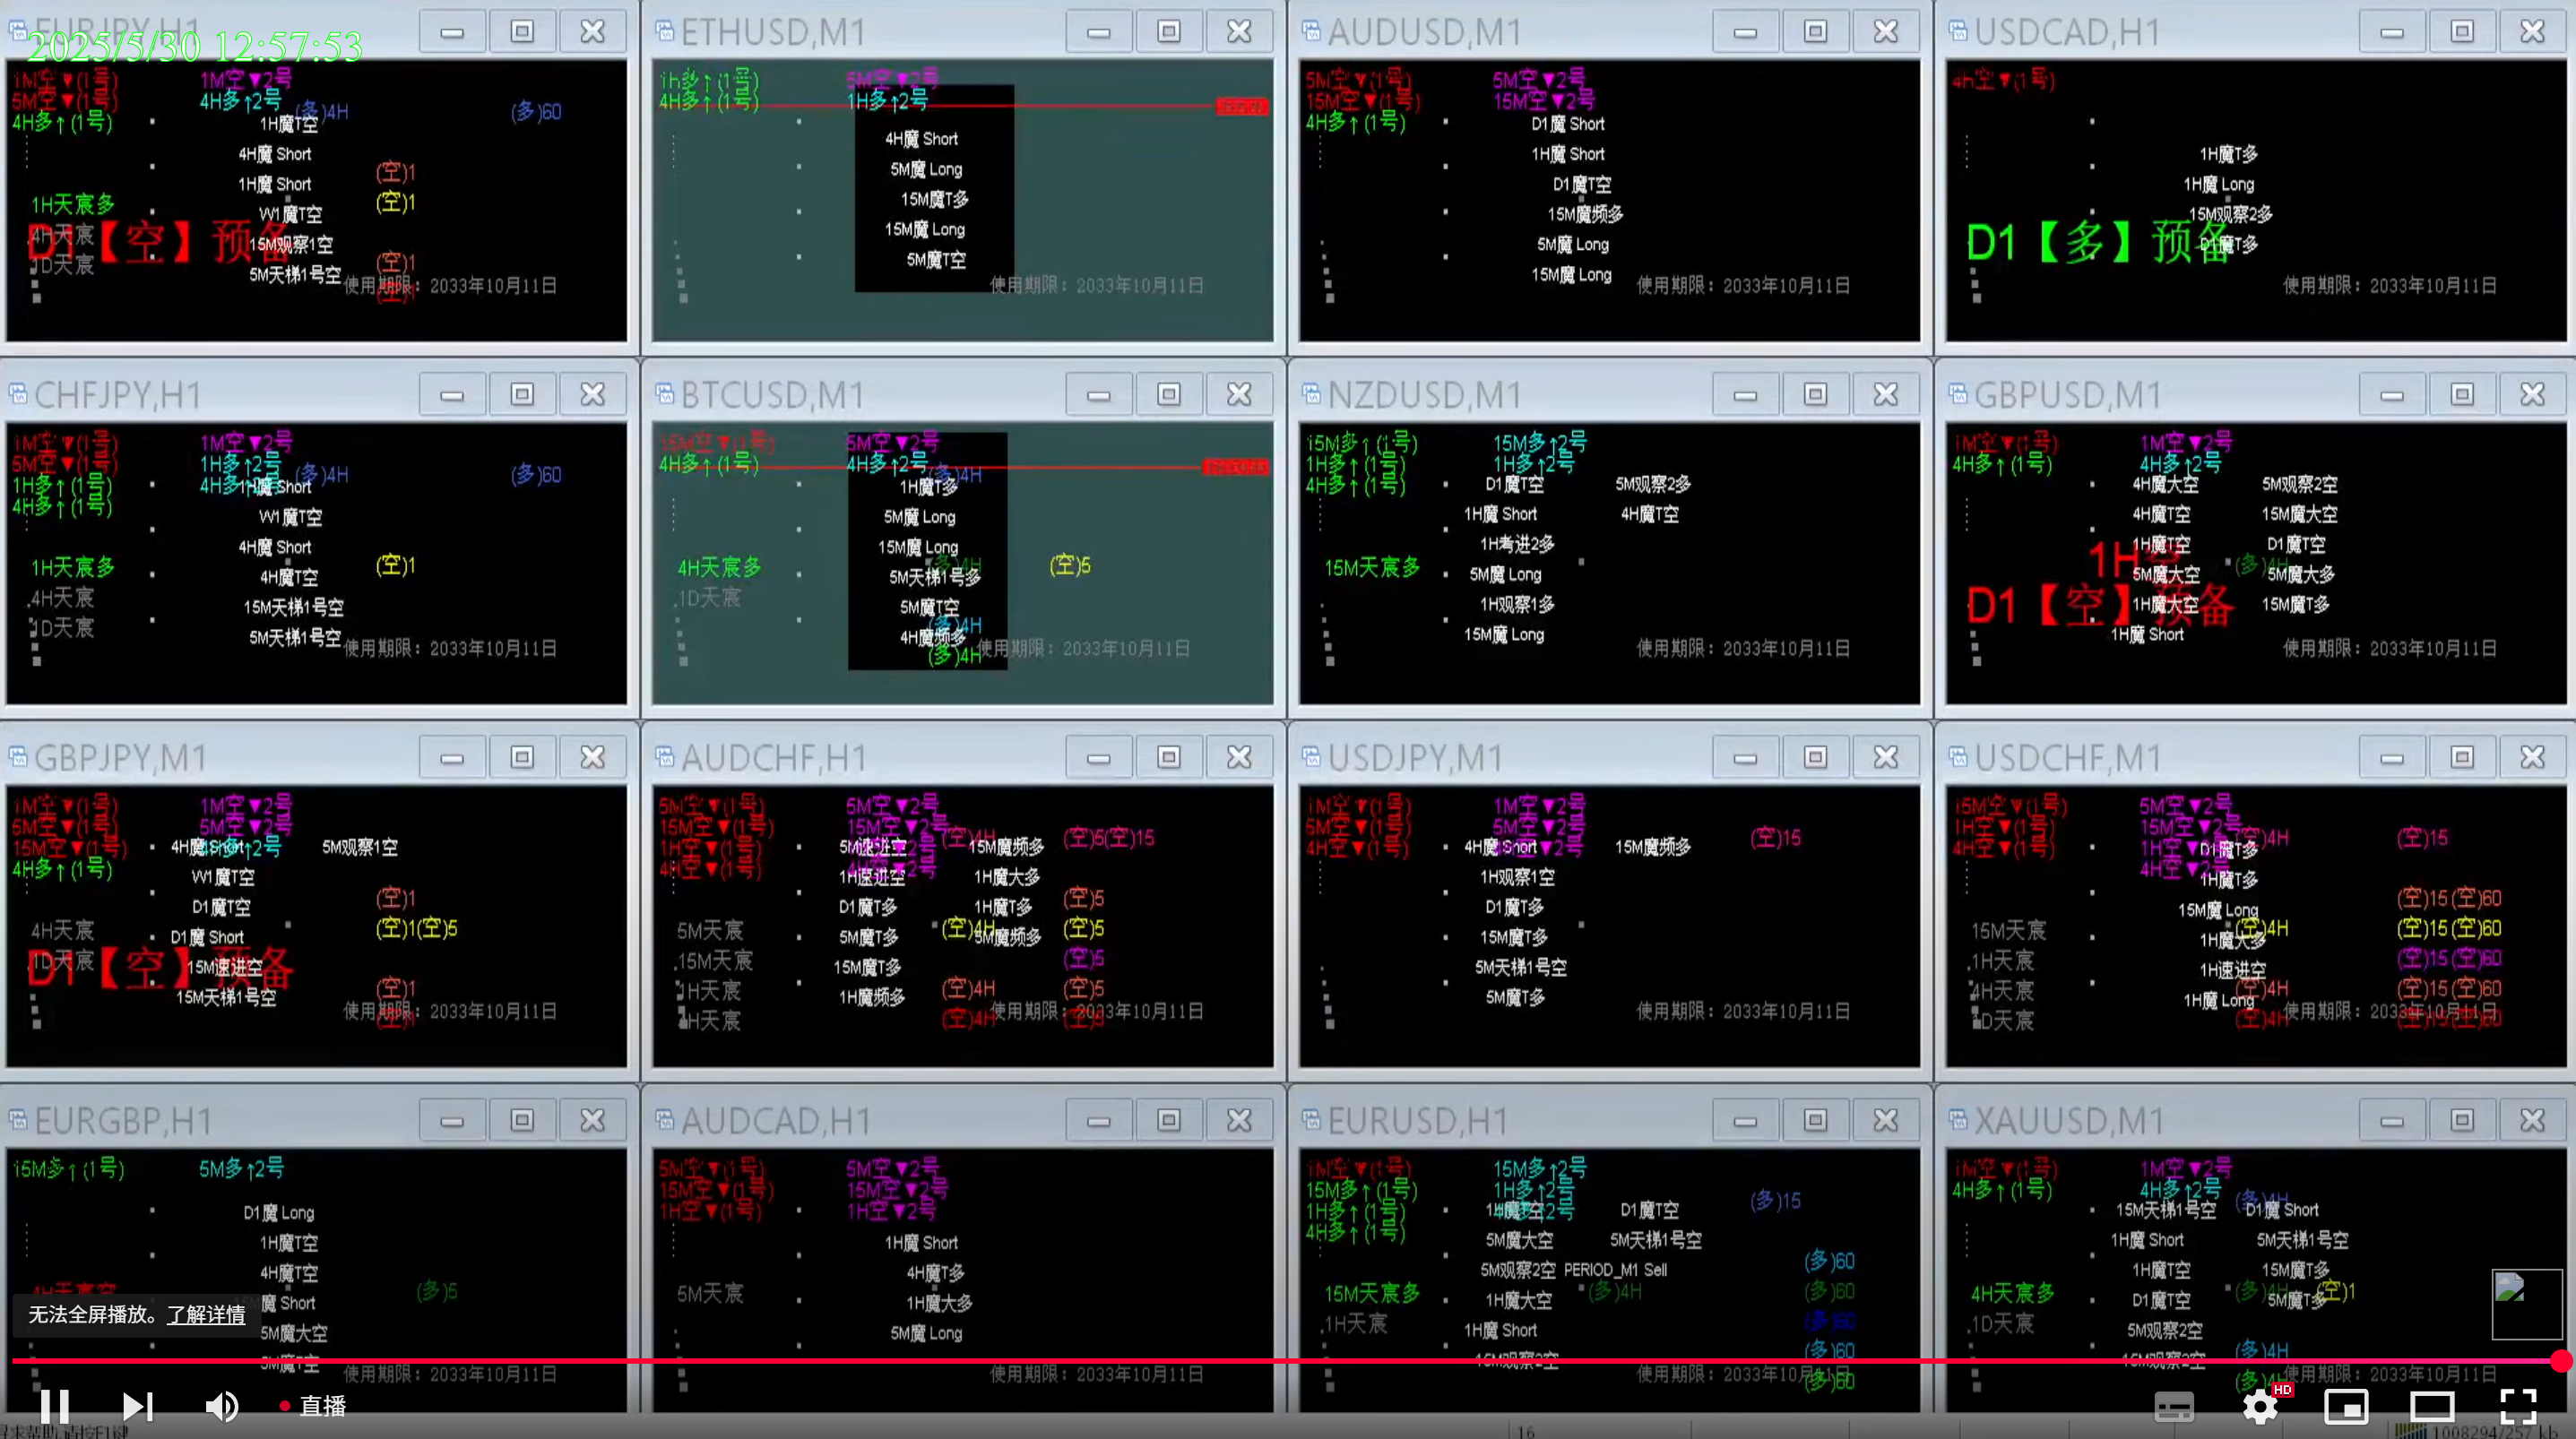 EURJPY,H1
2025/5/30 12:57:53
1M空▼(1号) 1M空▼2号
5M空▼(1号) 4H多↑2号 (多)4H (多)60
4H多↑(1号) 1H魔T空
4H魔 Short
(空)1
1H魔 Short
1H天宸多 (空)1
W1魔T空
4H天宸
D1【空】预备
15M观察1空
1D天宸 (空)1
5M天梯1号空
使用期限：2033年10月11日
ETHUSD,M1
1h多↑(1号) 5M空▼2号
4H多↑(1号) 1H多↑2号
4H魔 Short
5M魔 Long
15M魔T多
15M魔 Long
5M魔T空
使用期限：2033年10月11日
AUDUSD,M1
5M空▼(1号) 5M空▼2号
15M空▼(1号) 15M空▼2号
4H多↑(1号) D1魔 Short
1H魔 Short
D1魔T空
15M魔频多
5M魔 Long
15M魔 Long
使用期限：2033年10月11日
USDCAD,H1
4h空▼(1号)
1H魔T多
1H魔 Long
15M观察2多
D1【多】预备
D1魔T多
使用期限：2033年10月11日
CHFJPY,H1
1M空▼(1号) 1M空▼2号
5M空▼(1号) 1H多↑2号 (多)4H (多)60
1H多↑(1号) 4H多↑2号
1H魔 Short
4H多↑(1号)
W1魔T空
4H魔 Short
1H天宸多 (空)1
4H魔T空
4H天宸
15M天梯1号空
1D天宸
5M天梯1号空
使用期限：2033年10月11日
BTCUSD,M1
15M空▼(1号) 5M空▼2号
4H多↑(1号) 4H多↑2号 (多)4H
1H魔T多
5M魔 Long
15M魔 Long
4H天宸多 (多)4H (空)5
5M天梯1号多
1D天宸 5M魔T空
(多)4H
4H魔频多
(多)4H
使用期限：2033年10月11日
NZDUSD,M1
15M多↑(1号) 15M多↑2号
1H多↑(1号) 1H多↑2号
4H多↑(1号) D1魔T空 5M观察2多
1H魔 Short 4H魔T空
1H考进2多
15M天宸多 5M魔 Long
1H观察1多
15M魔 Long
使用期限：2033年10月11日
GBPUSD,M1
1M空▼(1号) 1M空▼2号
4H多↑(1号) 4H多↑2号
4H魔大空 5M观察2空
4H魔T空 15M魔大空
1H魔T空 D1魔T空
1H空
5M魔大空 (多)4H 5M魔大多
D1【空】预备
1H魔大空 15M魔T多
1H魔 Short
使用期限：2033年10月11日
GBPJPY,M1
1M空▼(1号) 1M空▼2号
5M空▼(1号) 5M空▼2号
15M空▼(1号) 4H多↑2号
4H魔 Short 5M观察1空
4H多↑(1号) W1魔T空
(空)1
D1魔T空
4H天宸 (空)1(空)5
D1魔 Short
1D天宸
D1【空】预备
15M速进空
(空)1
15M天梯1号空
使用期限：2033年10月11日
AUDCHF,H1
5M空▼(1号) 5M空▼2号
15M空▼(1号) 15M空▼2号 (空)4H (空)5(空)15
1H空▼(1号) 5M速进空 15M魔频多
4H空▼(1号) 1H速进空 1H魔大多
(空)5
D1魔T多 1H魔T多
5M天宸 (空)4H (空)5
5M魔T多 5M魔频多
15M天宸 (空)5
15M魔T多
1H天宸 (空)4H (空)5
1H魔频多
4H天宸 (空)4H
使用期限：2033年10月11日
USDJPY,M1
1M空▼(1号) 1M空▼2号
5M空▼(1号) 5M空▼2号 (空)15
4H空▼(1号) 4H魔 Short 15M魔频多
1H观察1空
D1魔T多
15M魔T多
5M天梯1号空
5M魔T多
使用期限：2033年10月11日
USDCHF,M1
15M空▼(1号) 5M空▼2号
1H空▼(1号) 15M空▼2号 (空)4H (空)15
4H空▼(1号) 1H空▼2号
D1魔T多
4H空▼2号
1H魔T多
(空)15(空)60
15M魔 Long
15M天宸 (空)4H (空)15(空)60
1H魔大多
1H天宸 (空)15(空)60
1H速进空
4H天宸 (空)4H (空)15(空)60
1H魔 Long
1D天宸 (空)4H (空)15(空)60
使用期限：2033年10月11日
EURGBP,H1
15M多↑(1号) 5M多↑2号
D1魔 Long
1H魔T空
4H魔T空
4H天宸空 (多)5
15M魔 Short
5M魔大空
5M魔T空
使用期限：2033年10月11日
AUDCAD,H1
5M空▼(1号) 5M空▼2号
15M空▼(1号) 15M空▼2号
1H空▼(1号) 1H空▼2号
1H魔 Short
4H魔T多
5M天宸 1H魔大多
5M魔 Long
使用期限：2033年10月11日
EURUSD,H1
1M空▼(1号) 15M多↑2号
15M多↑(1号) 1H多↑2号 (多)15
1H多↑(1号) D1魔T空
4H多↑(1号) 5M魔大空 5M天梯1号空
(多)60
5M观察2空 PERIOD_M1 Sell
15M天宸多 (多)4H (多)60
1H魔大空
1H天宸 (多)60
1H魔 Short
(多)60
15M观察2空
使用期限：2033年10月11日
(多)60
XAUUSD,M1
1M空▼(1号) 1M空▼2号
4H多↑(1号) 4H多↑2号 (多)4H
15M天梯1号空 D1魔 Short
1H魔 Short 5M天梯1号空
1H魔T空 15M魔T多
4H天宸多 (多)4H (空)1
D1魔T空 5M魔T多
1D天宸 5M观察2空
(多)4H
15M观察2空
使用期限：2033年10月11日
无法全屏播放。了解详情
直播
HD
16
1008294/257 kb